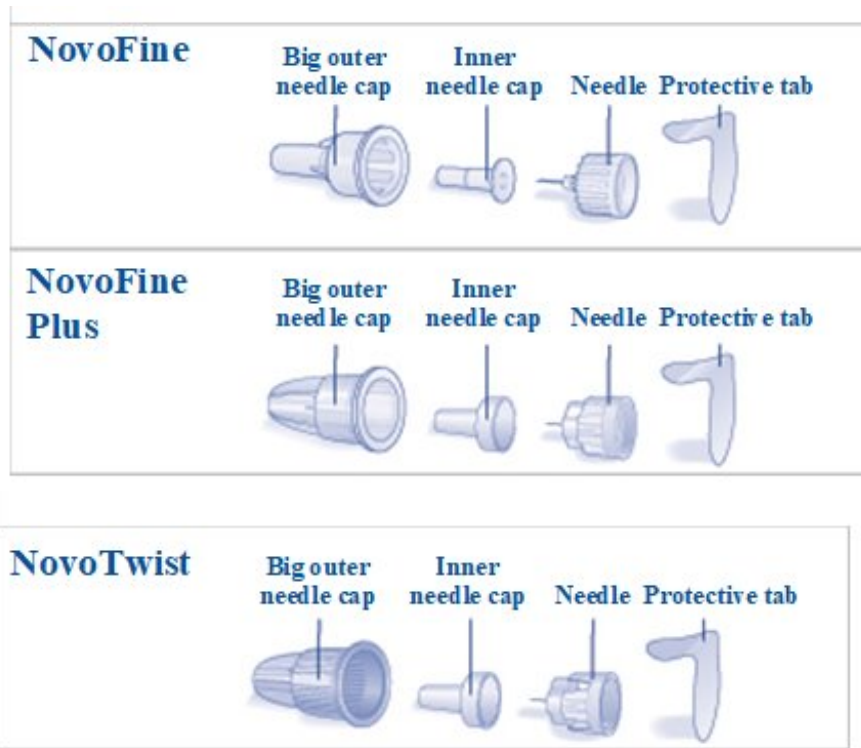 NovoFine
Big outer needle cap
Inner needle cap
Needle
Protective tab
NovoFine Plus
Big outer needle cap
Inner needle cap
Needle
Protective tab
NovoTwist
Big outer needle cap
Inner needle cap
Needle
Protective tab